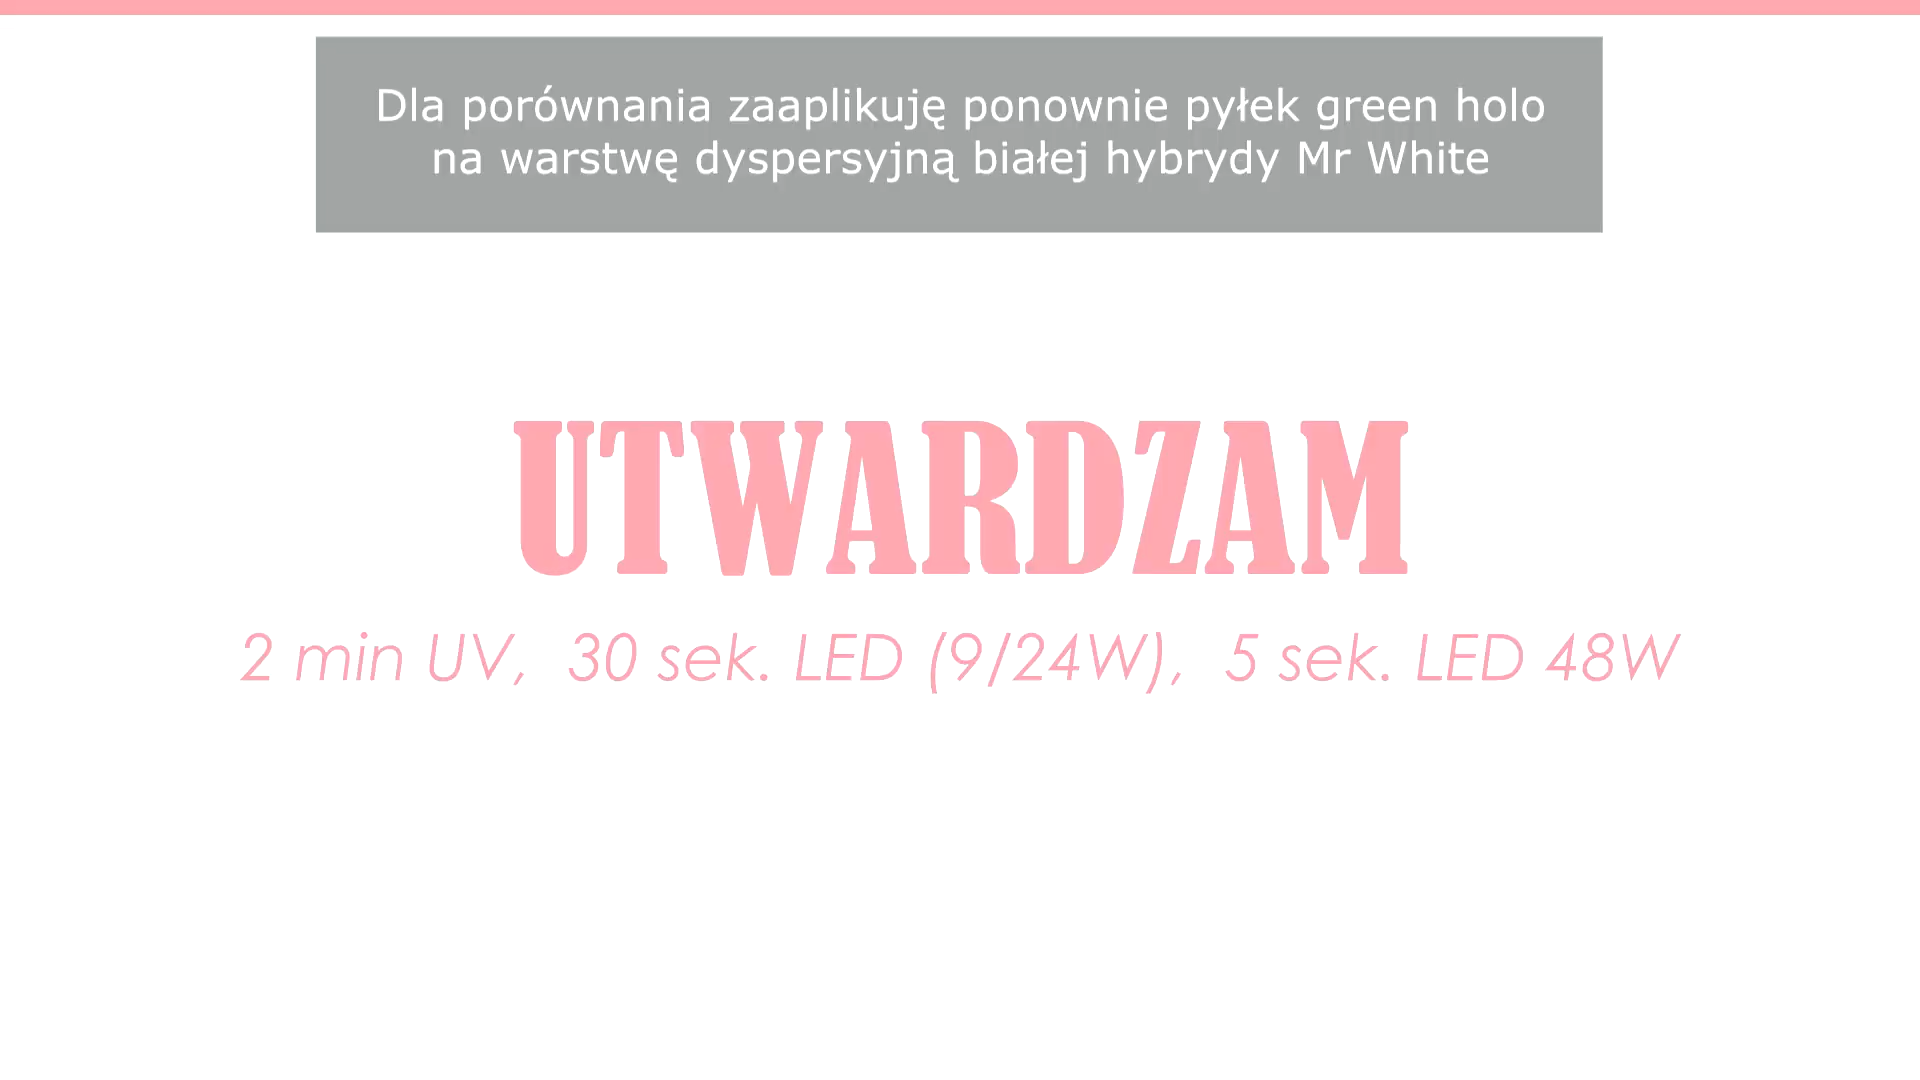 Dla porównania zaaplikuję ponownie pyłek green holo
na warstwę dyspersyjną białej hybrydy Mr White
UTWARDZAM
2 min UV, 30 sek. LED (9/24W), 5 sek. LED 48W